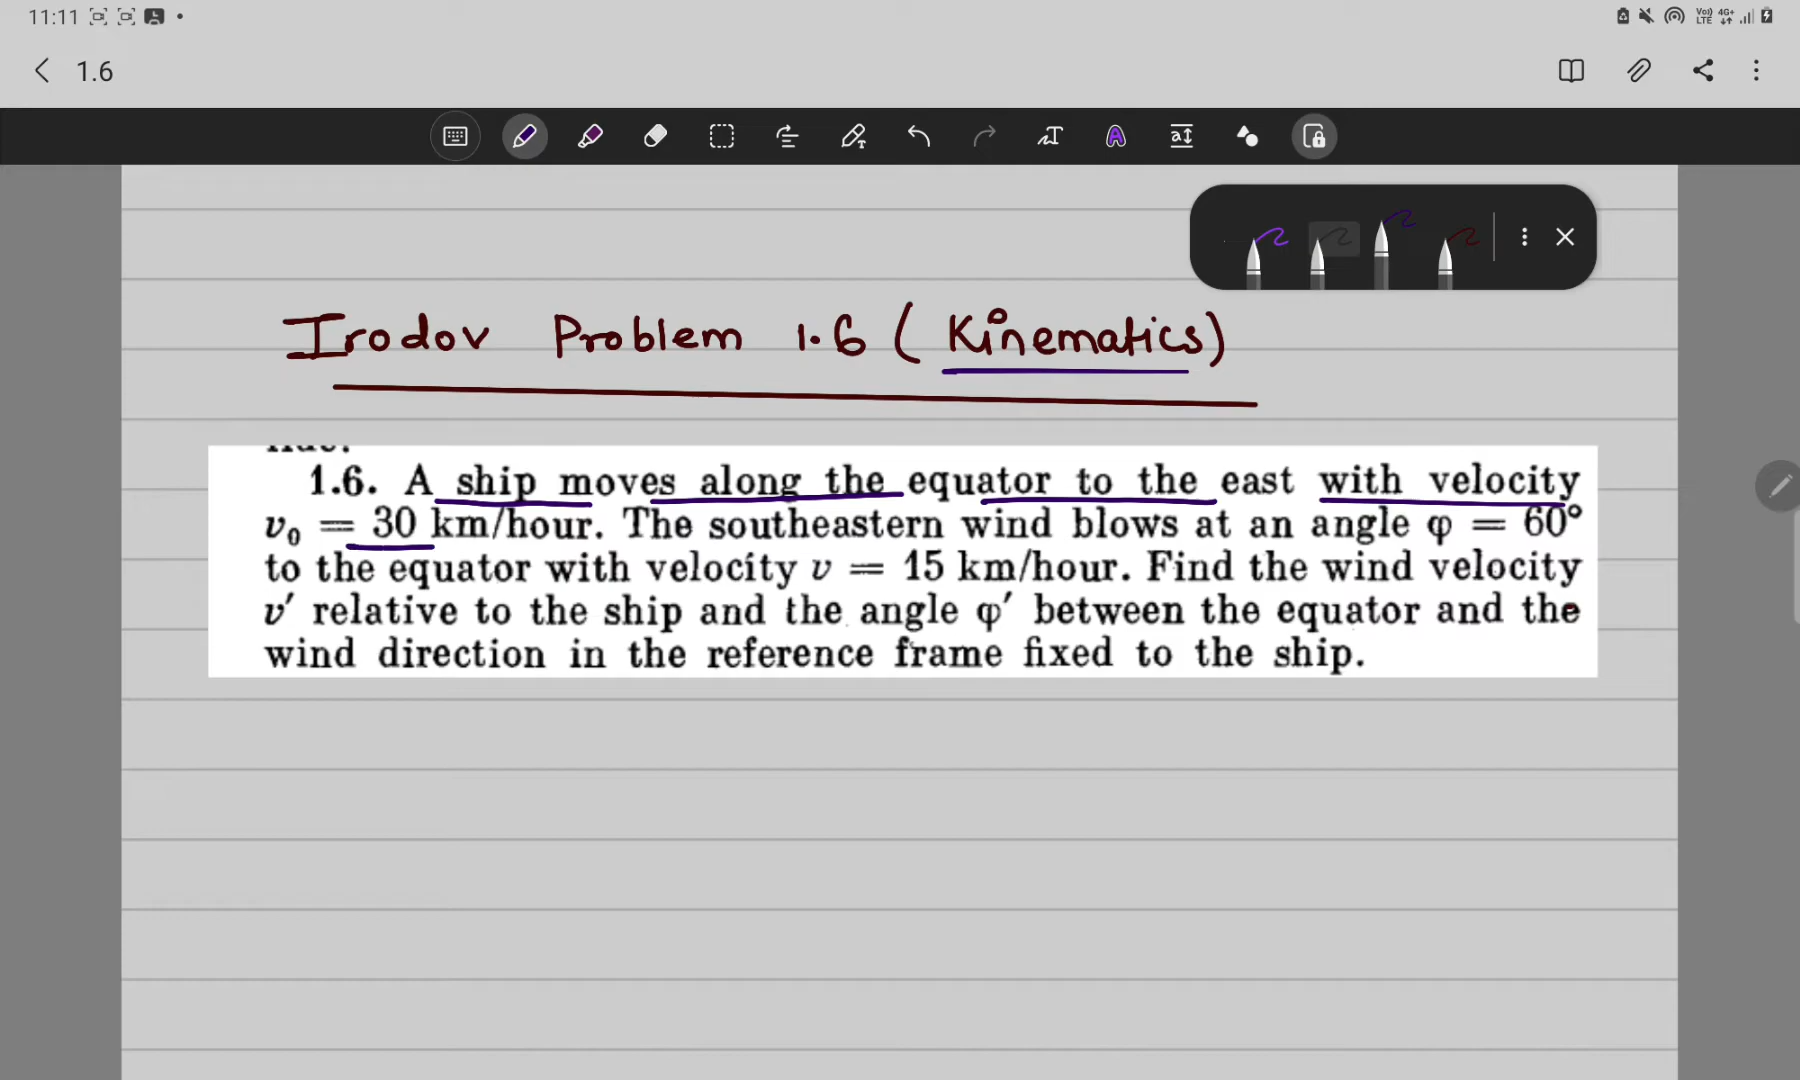 11:11
Vo) 4G+
LTE
1.6
Irodov Problem 1.6 ( Kinematics)
1.6. A ship moves along the equator to the east with velocity
v₀ = 30 km/hour. The southeastern wind blows at an angle φ = 60°
to the equator with velocity v = 15 km/hour. Find the wind velocity
v′ relative to the ship and the angle φ′ between the equator and the
wind direction in the reference frame fixed to the ship.